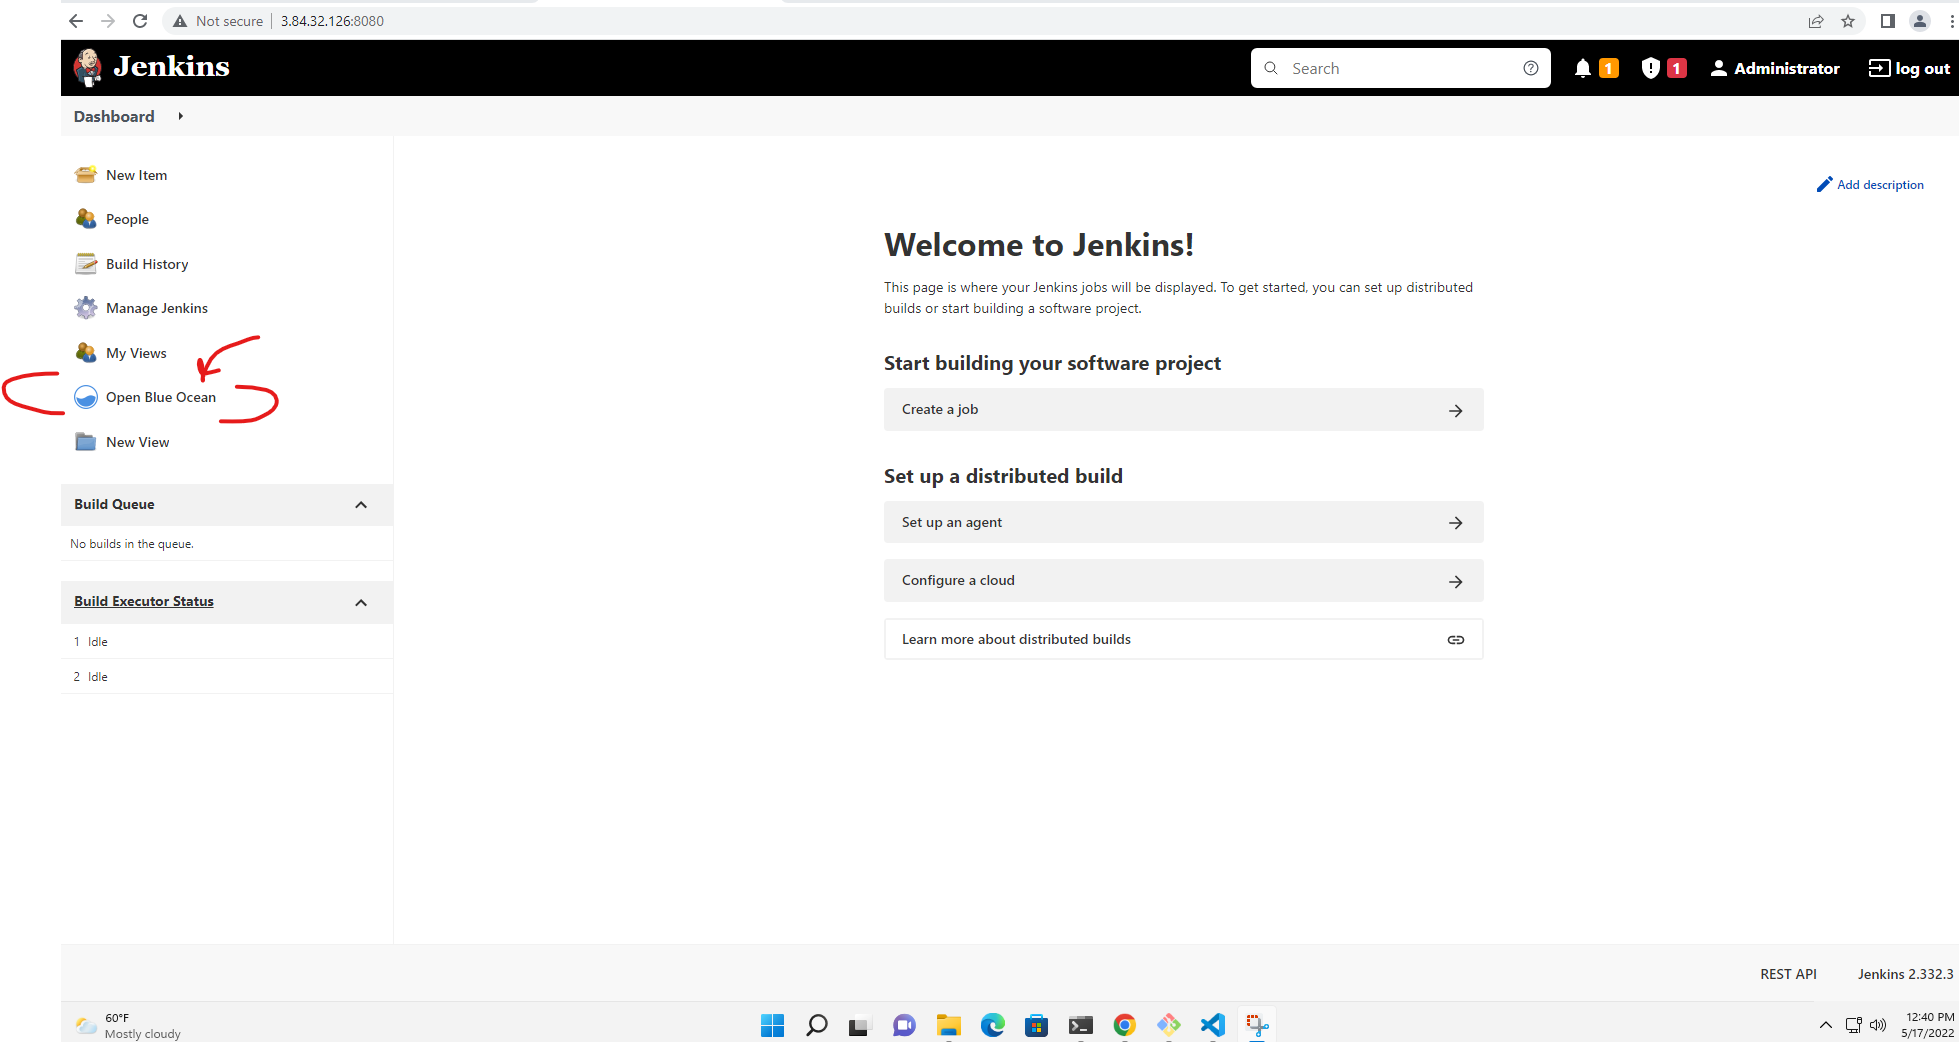 Not secure | 3.84.32.126:8080
Jenkins
Search
1
1
Administrator
log out
Dashboard
New Item
People
Build History
Manage Jenkins
My Views
Open Blue Ocean
New View
Build Queue
No builds in the queue.
Build Executor Status
1 Idle
2 Idle
Add description
Welcome to Jenkins!
This page is where your Jenkins jobs will be displayed. To get started, you can set up distributed
builds or start building a software project.
Start building your software project
Create a job
Set up a distributed build
Set up an agent
Configure a cloud
Learn more about distributed builds
REST API
Jenkins 2.332.3
60°F
Mostly cloudy
12:40 PM
5/17/2022